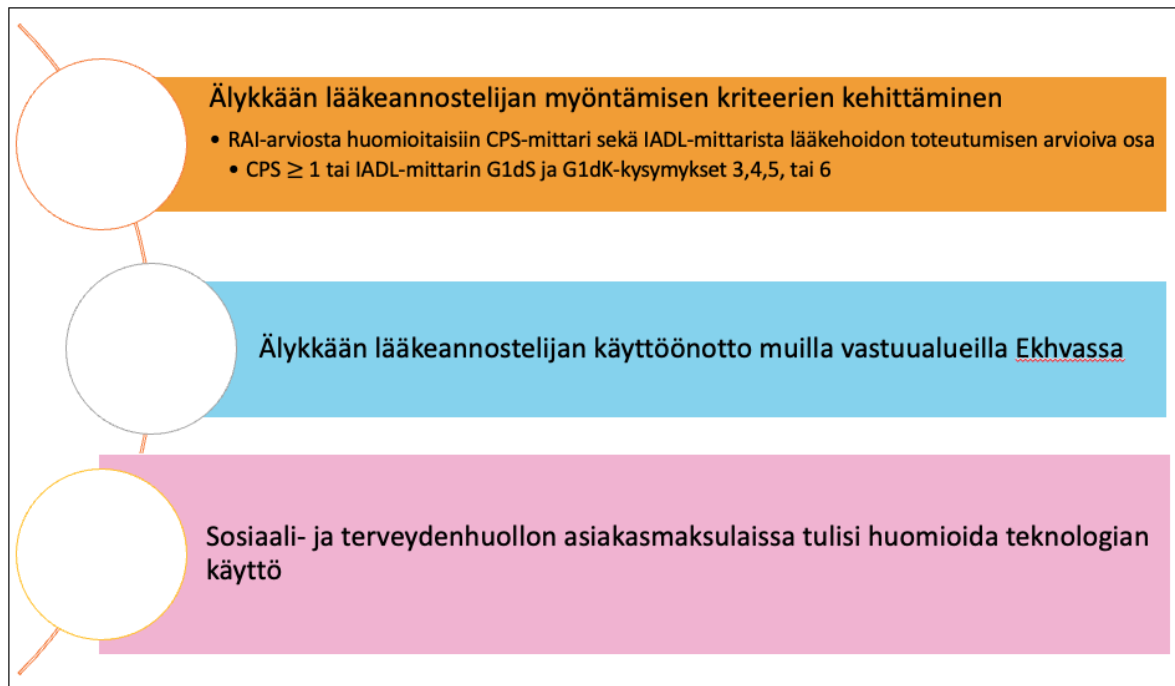 Älykkään lääkeannostelijan myöntämisen kriteerien kehittäminen
• RAI-arviosta huomioitaisiin CPS-mittari sekä IADL-mittarista lääkehoidon toteutumisen arvioiva osa
• CPS ≥ 1 tai IADL-mittarin G1dS ja G1dK-kysymykset 3,4,5, tai 6
Älykkään lääkeannostelijan käyttöönotto muilla vastuualueilla Ekhvassa
Sosiaali- ja terveydenhuollon asiakasmaksulaissa tulisi huomioida teknologian
käyttö